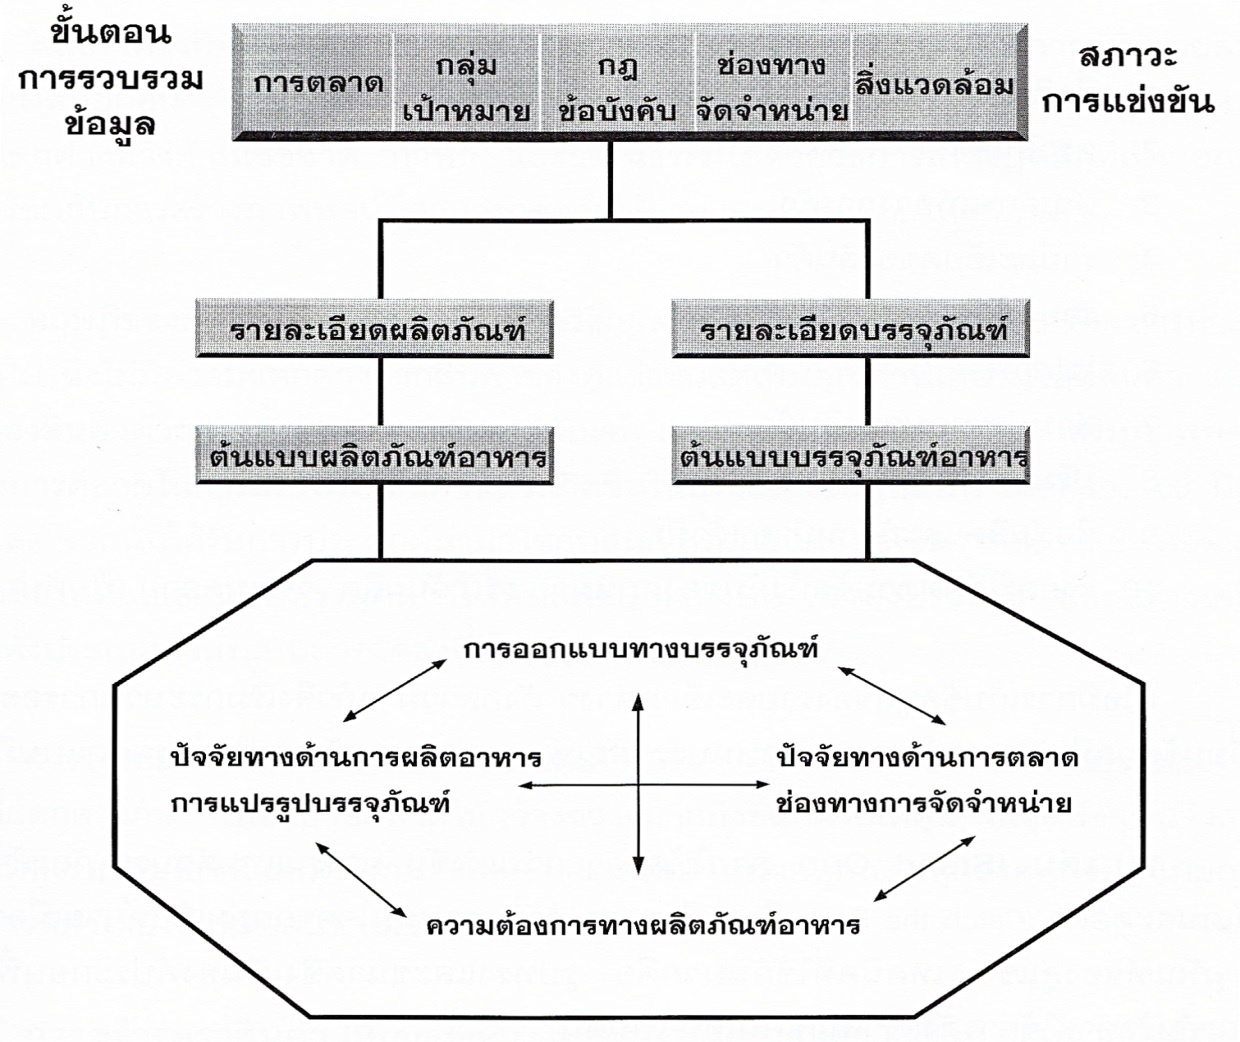 ขั้นตอน
การรวบรวม
ข้อมูล
การตลาด
กลุ่ม
เป้าหมาย
กฎ
ข้อบังคับ
ช่องทาง
จัดจำหน่าย
สิ่งแวดล้อม
สภาวะ
การแข่งขัน
รายละเอียดผลิตภัณฑ์
รายละเอียดบรรจุภัณฑ์
ต้นแบบผลิตภัณฑ์อาหาร
ต้นแบบบรรจุภัณฑ์อาหาร
การออกแบบทางบรรจุภัณฑ์
ปัจจัยทางด้านการผลิตอาหาร
การแปรรูปบรรจุภัณฑ์
ปัจจัยทางด้านการตลาด
ช่องทางการจัดจำหน่าย
ความต้องการทางผลิตภัณฑ์อาหาร